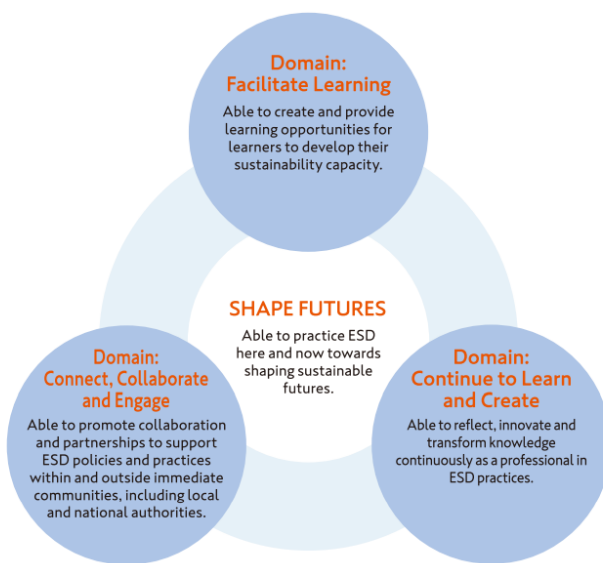 Domain:
Facilitate Learning
Able to create and provide
learning opportunities for
learners to develop their
sustainability capacity.
SHAPE FUTURES
Able to practice ESD
here and now towards
shaping sustainable
futures.
Domain:
Connect, Collaborate
and Engage
Able to promote collaboration
and partnerships to support
ESD policies and practices
within and outside immediate
communities, including local
and national authorities.
Domain:
Continue to Learn
and Create
Able to reflect, innovate and
transform knowledge
continuously as a professional in
ESD practices.